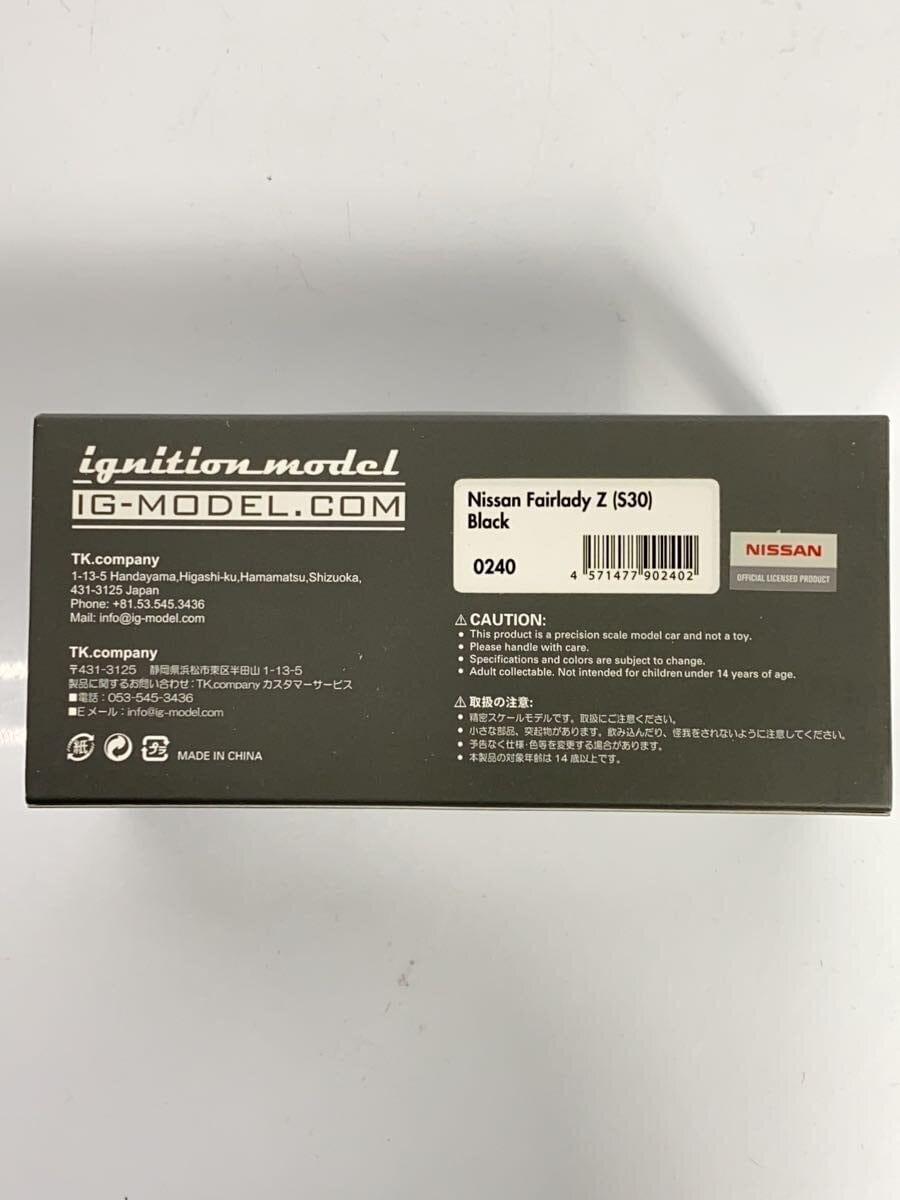 ignition model
IG-MODEL.COM
TK.company
1-13-5 Handayama,Higashi-ku,Hamamatsu,Shizuoka,
431-3125 Japan
Phone: +81.53.545.3436
Mail: info@ig-model.com
TK.company
〒431-3125 静岡県浜松市東区半田山 1-13-5
製品に関するお問い合わせ：TK.company カスタマーサービス
■電話：053-545-3436
■E メール：info@ig-model.com
紙 プラ MADE IN CHINA
Nissan Fairlady Z (S30)
Black
0240
4 571477 902402
NISSAN
OFFICIAL LICENSED PRODUCT
⚠ CAUTION:
• This product is a precision scale model car and not a toy.
• Please handle with care.
• Specifications and colors are subject to change.
• Adult collectable. Not intended for children under 14 years of age.
⚠ 取扱の注意:
• 精密スケールモデルです。取扱にご注意ください。
• 小さな部品、突起物があります。飲み込んだり、怪我をされないように注意してください。
• 予告なく仕様・色等を変更する場合があります。
• 本製品の対象年齢は 14 歳以上です。